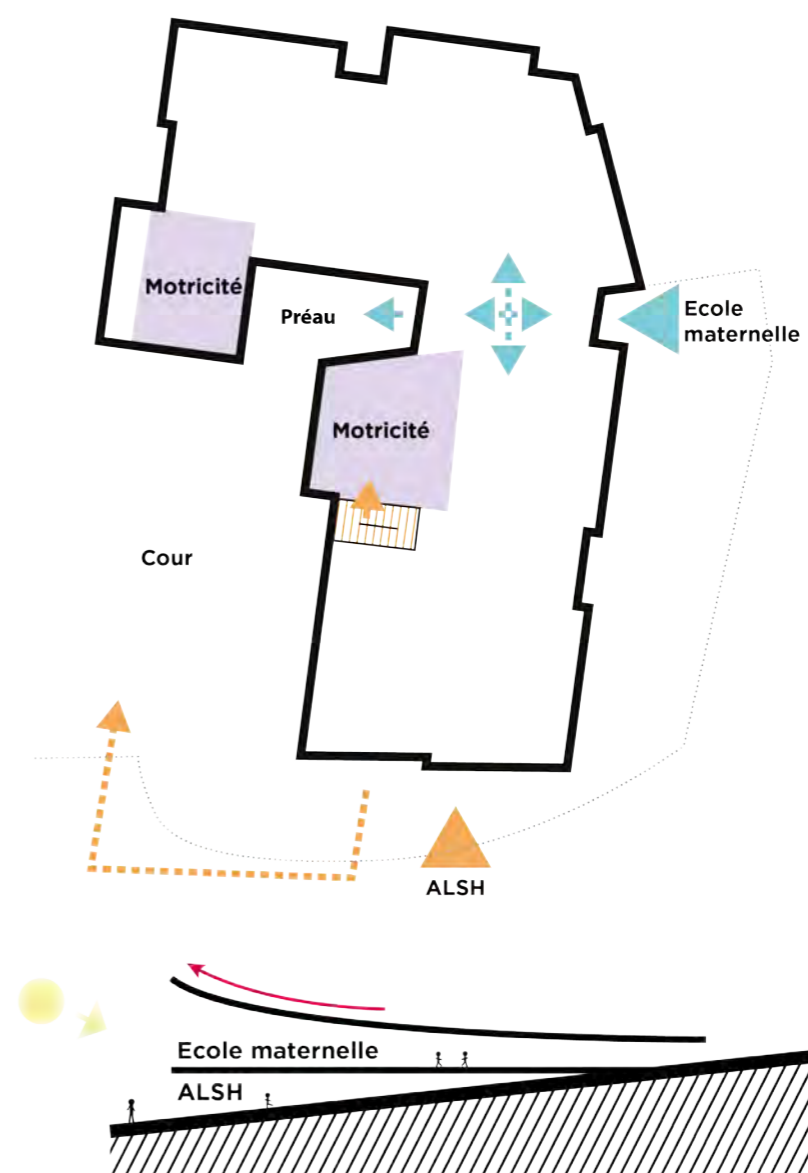 Motricité
Préau
Ecole
maternelle
Motricité
Cour
ALSH
Ecole maternelle
ALSH